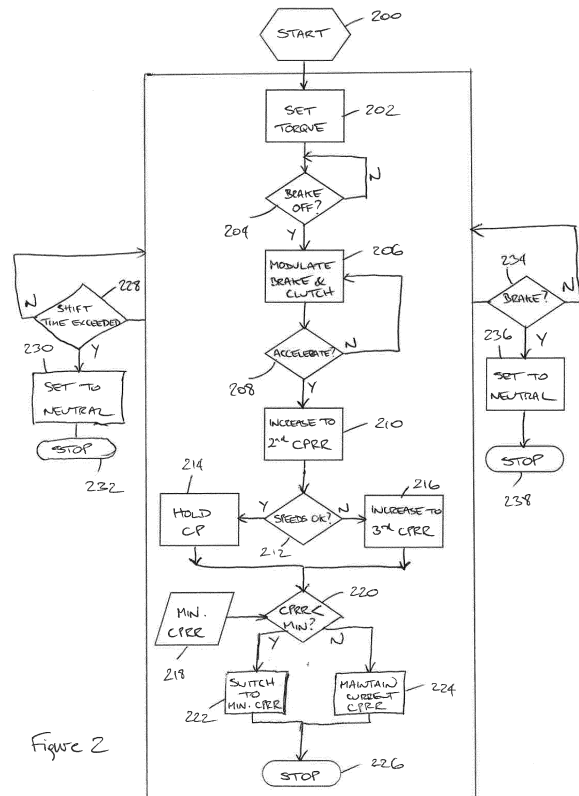 START
200
SET
TORQUE
202
BRAKE
OFF?
N
204
Y
MODULATE
BRAKE &
CLUTCH
206
ACCELERATE?
N
208
Y
INCREASE TO
2nd CPRR
210
214
HOLD
CP
Y
SPEEDS OK?
N
212
216
INCREASE TO
3rd CPRR
MIN.
CPRR
218
CPRR <
MIN?
220
Y
N
SWITCH
TO
MIN. CPRR
222
MAINTAIN
CURRENT
CPRR
224
STOP
226
N
SHIFT
TIME EXCEEDED
228
Y
230
SET TO
NEUTRAL
STOP
232
234
BRAKE?
N
Y
236
SET TO
NEUTRAL
STOP
238
Figure 2